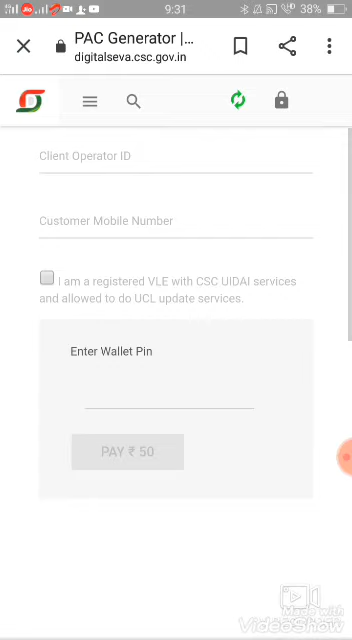 Jio
9:31
38%
PAC Generator |...
digitalseva.csc.gov.in
Client Operator ID
Customer Mobile Number
I am a registered VLE with CSC UIDAI services
and allowed to do UCL update services.
Enter Wallet Pin
PAY ₹ 50
Made with
VideoShow